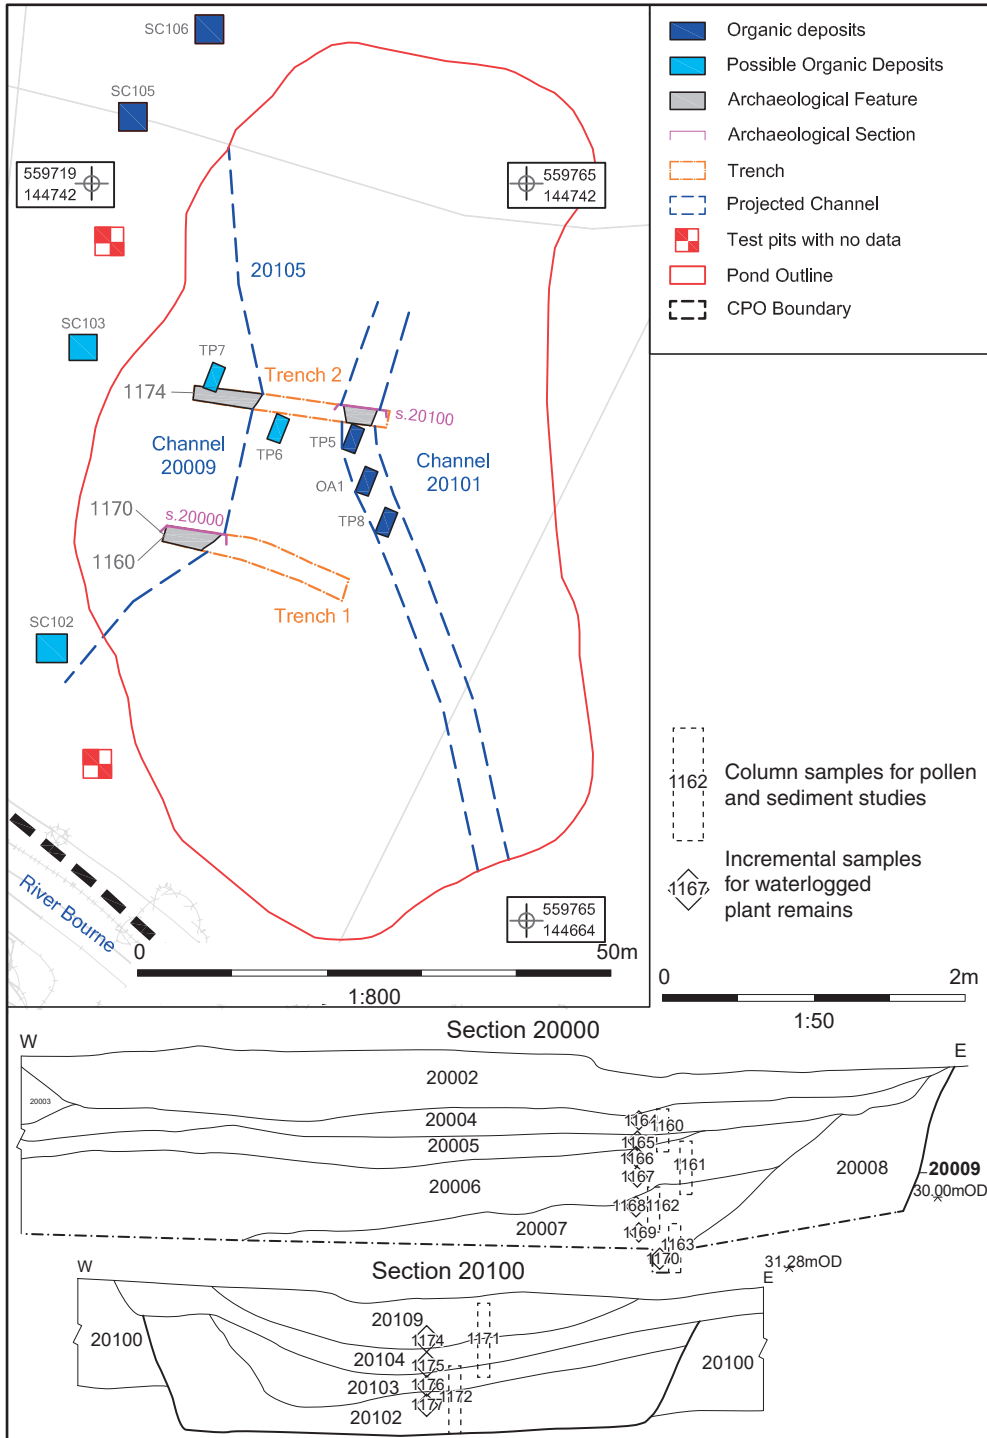 SC106
SC105
559719
144742
559765
144742
20105
SC103
TP7
Trench 2
1174
s.20100
TP5
TP6
Channel
20009
Channel
20101
OA1
TP8
1170
s.20000
1160
Trench 1
SC102
River Bourne
559765
144664
0
50m
1:800
Organic deposits
Possible Organic Deposits
Archaeological Feature
Archaeological Section
Trench
Projected Channel
Test pits with no data
Pond Outline
CPO Boundary
1162
Column samples for pollen
and sediment studies
1167
Incremental samples
for waterlogged
plant remains
0
2m
1:50
Section 20000
W
E
20002
20003
20004
1164
1160
20005
1165
1166
1161
1167
20006
20008
20009
30.00mOD
1168
1162
20007
1169
1163
1170
31.28mOD
Section 20100
W
E
20109
20100
1174
1171
20104
1175
20100
20103
1176
1172
1177
20102